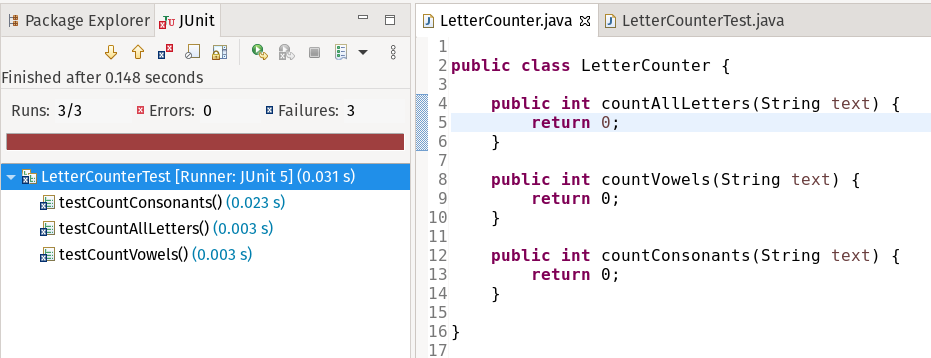 Package Explorer JUnit
Finished after 0.148 seconds
Runs: 3/3 Errors: 0 Failures: 3
LetterCounterTest [Runner: JUnit 5] (0.031 s)
testCountConsonants() (0.023 s)
testCountAllLetters() (0.003 s)
testCountVowels() (0.003 s)
LetterCounter.java LetterCounterTest.java
1
2 public class LetterCounter {
3
4 public int countAllLetters(String text) {
5 return 0;
6 }
7
8 public int countVowels(String text) {
9 return 0;
10 }
11
12 public int countConsonants(String text) {
13 return 0;
14 }
15
16 }
17